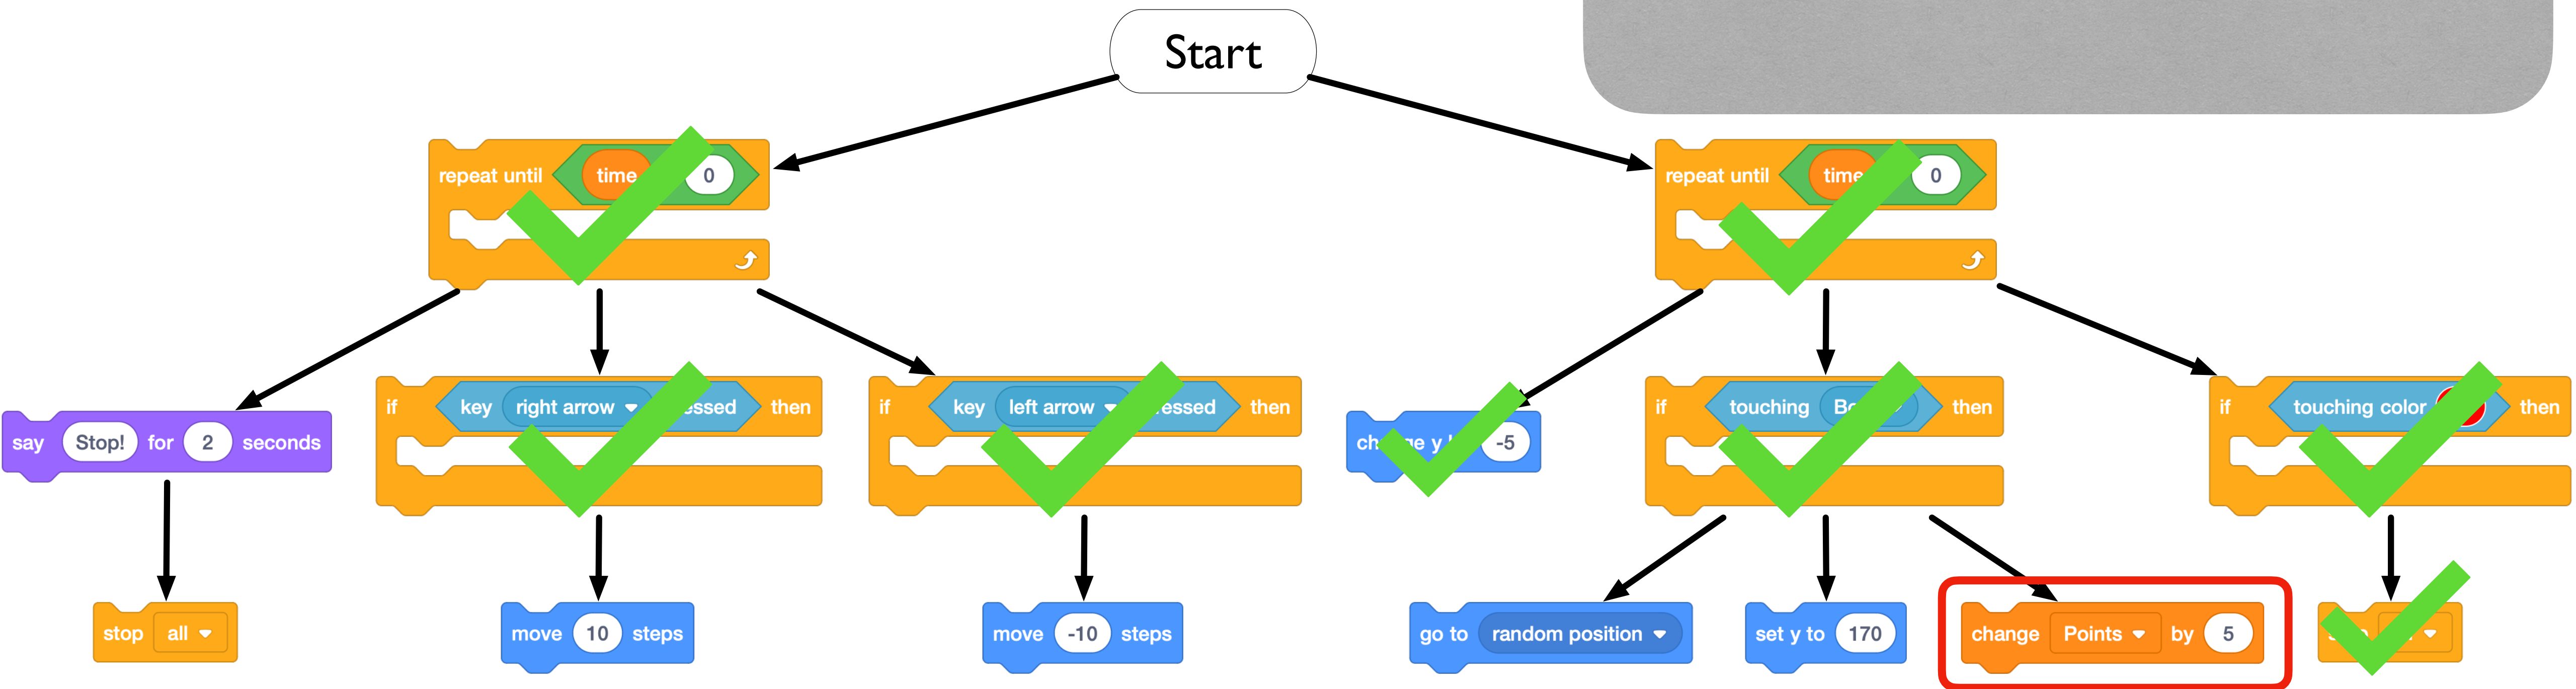 Start
repeat until time 0
repeat until time 0
say Stop! for 2 seconds
if key right arrow then
if key left arrow then
y -5
if touching then
if touching color then
stop all
move 10 steps
move -10 steps
go to random position
set y to 170
change Points by 5